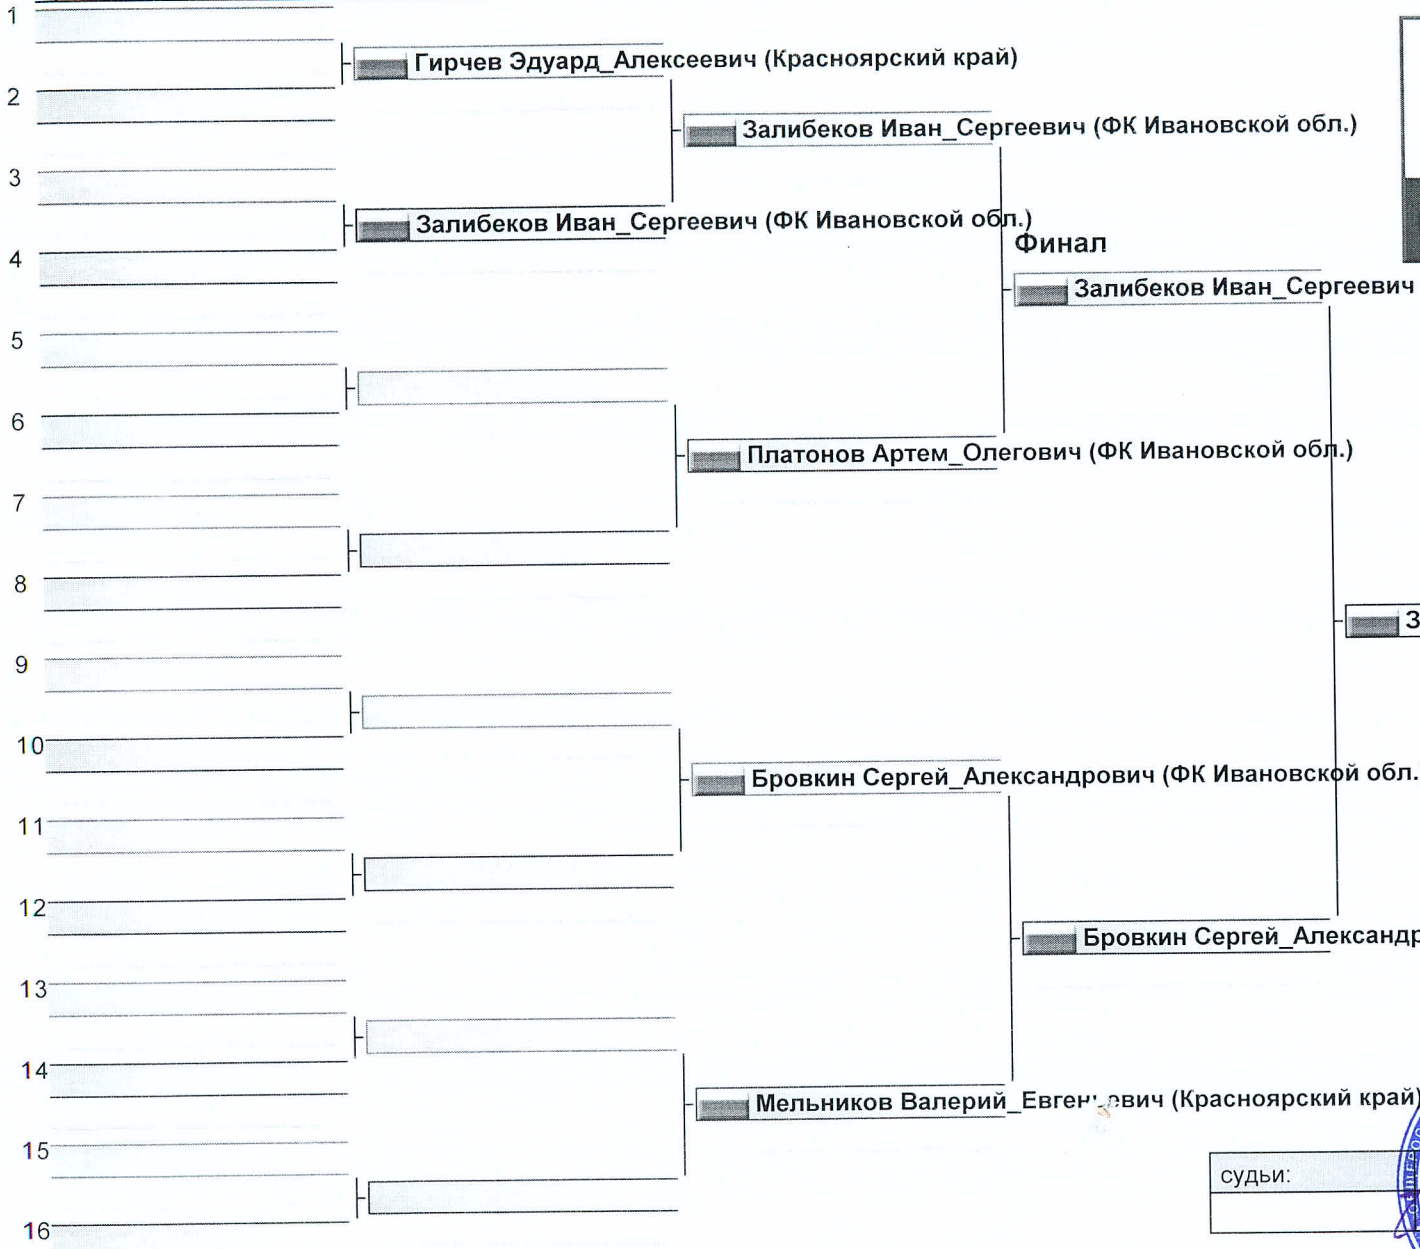 1
Гирчев Эдуард_Алексеевич (Красноярский край)
2
Залибеков Иван_Сергеевич (ФК Ивановской обл.)
3
Залибеков Иван_Сергеевич (ФК Ивановской обл.)
4
Финал
Залибеков Иван_Сергеевич
5
6
Платонов Артем_Олегович (ФК Ивановской обл.)
7
8
З
9
10
Бровкин Сергей_Александрович (ФК Ивановской обл.
11
12
Бровкин Сергей_Александр
13
14
Мельников Валерий_Евгеньевич (Красноярский край)
15
судьи:
16